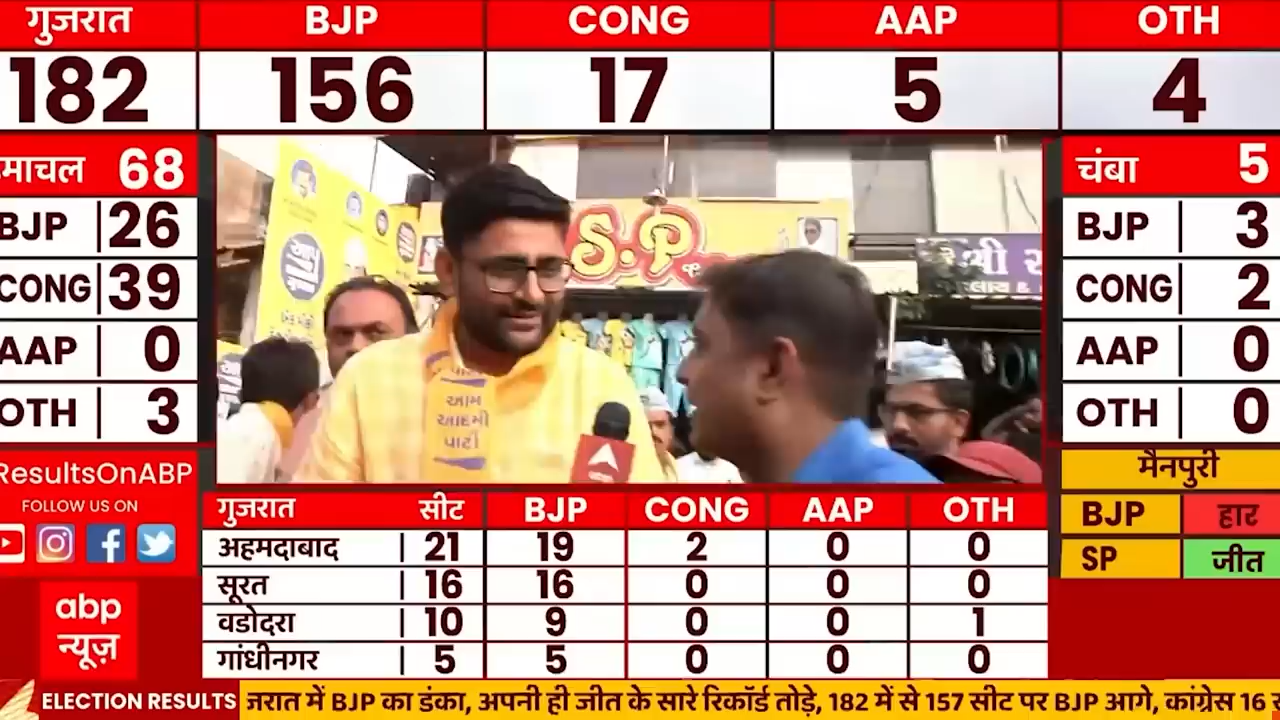 गुजरात BJP CONG AAP OTH
182 156 17 5 4
68
BJP 26
CONG 39
AAP 0
OTH 3
ResultsOnABP
FOLLOW US ON
abp
न्यूज़
S.P.
આમ
આદમી
પાર્ટી
चंबा 5
BJP 3
CONG 2
AAP 0
OTH 0
मैनपुरी
BJP हार
SP जीत
गुजरात सीट BJP CONG AAP OTH
अहमदाबाद 21 19 2 0 0
सूरत 16 16 0 0 0
वडोदरा 10 9 0 0 1
गांधीनगर 5 5 0 0 0
ELECTION RESULTS
में BJP का डंका, अपनी ही जीत के सारे रिकॉर्ड तोड़े, 182 में से 157 सीट पर BJP आगे, कांग्रेस 16